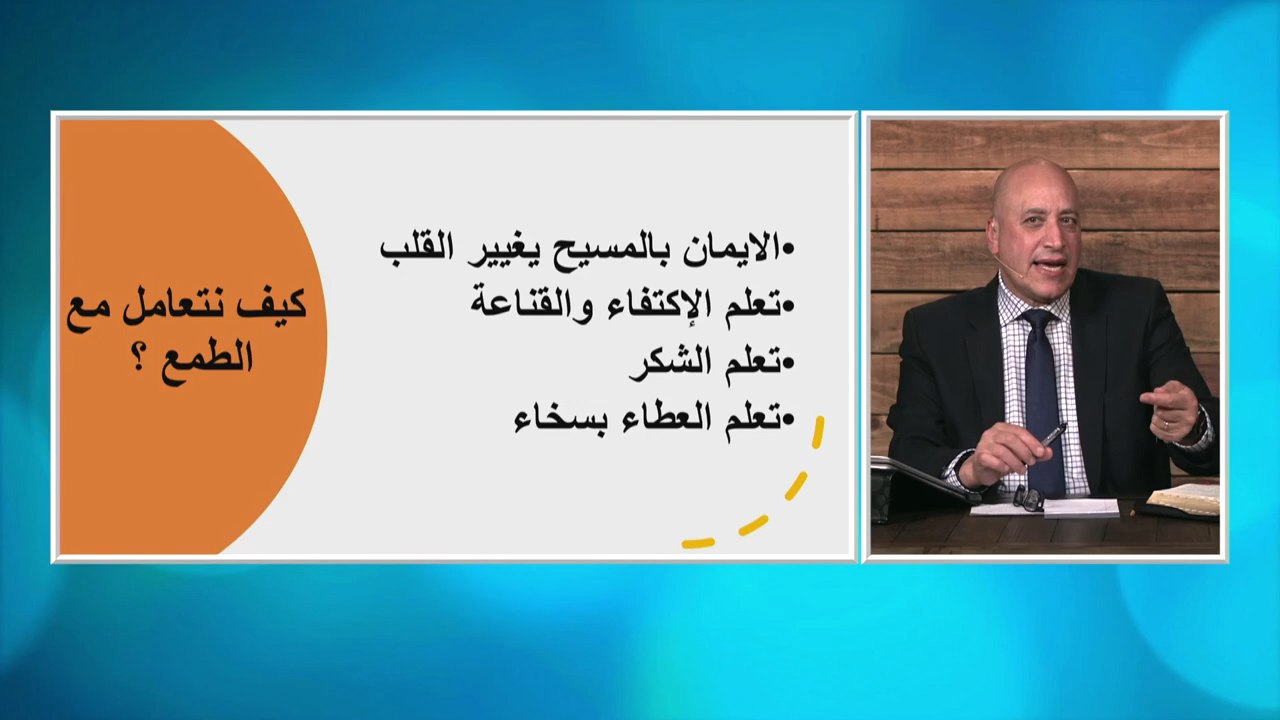 كيف نتعامل مع
الطمع ؟
•الايمان بالمسيح يغيير القلب
•تعلم الإكتفاء والقناعة
•تعلم الشكر
•تعلم العطاء بسخاء